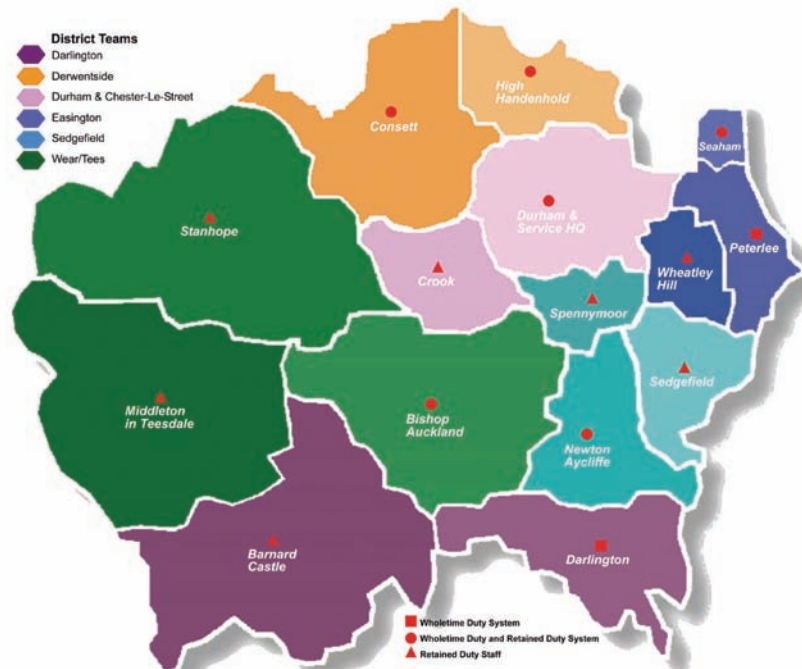 District Teams
Darlington
Derwentside
Durham & Chester-Le-Street
Easington
Sedgefield
Wear/Tees
High
Handenhold
Consett
Seaham
Stanhope
Durham &
Service HQ
Peterlee
Crook
Wheatley
Hill
Spennymoor
Sedgefield
Middleton
in Teesdale
Bishop
Auckland
Newton
Aycliffe
Barnard
Castle
Darlington
Wholetime Duty System
Wholetime Duty and Retained Duty System
Retained Duty Staff